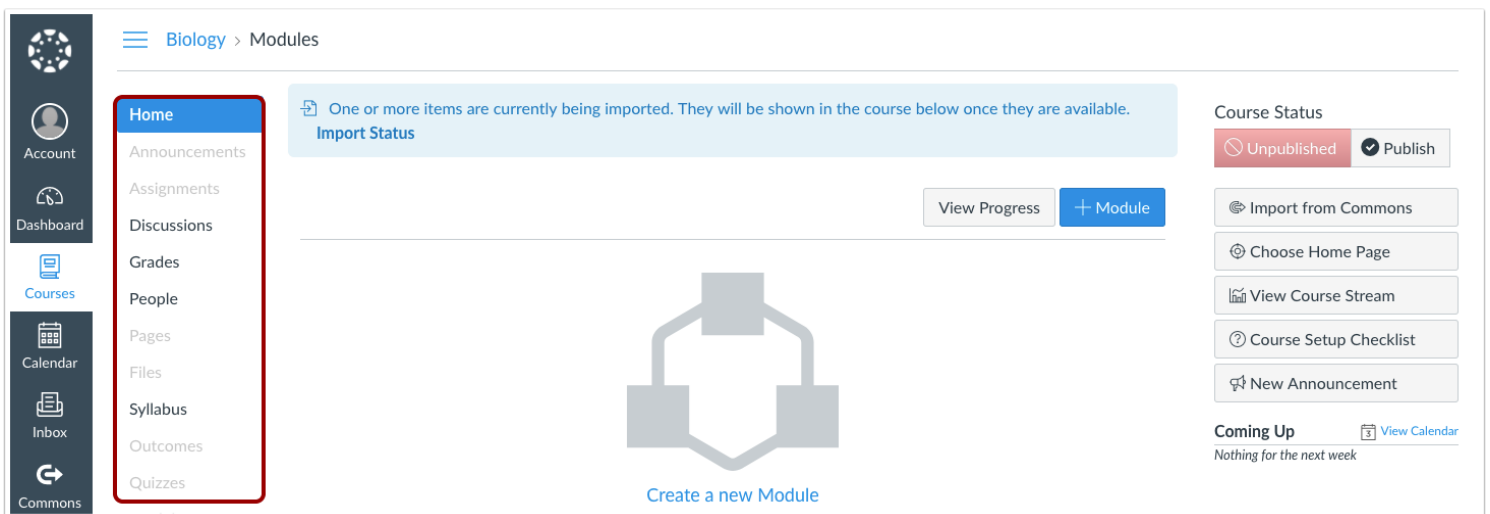 Biology > Modules
Account
Dashboard
Courses
Calendar
Inbox
Commons
Home
Announcements
Assignments
Discussions
Grades
People
Pages
Files
Syllabus
Outcomes
Quizzes
One or more items are currently being imported. They will be shown in the course below once they are available.
Import Status
View Progress
+ Module
Create a new Module
Course Status
Unpublished
Publish
Import from Commons
Choose Home Page
View Course Stream
Course Setup Checklist
New Announcement
Coming Up
3 View Calendar
Nothing for the next week